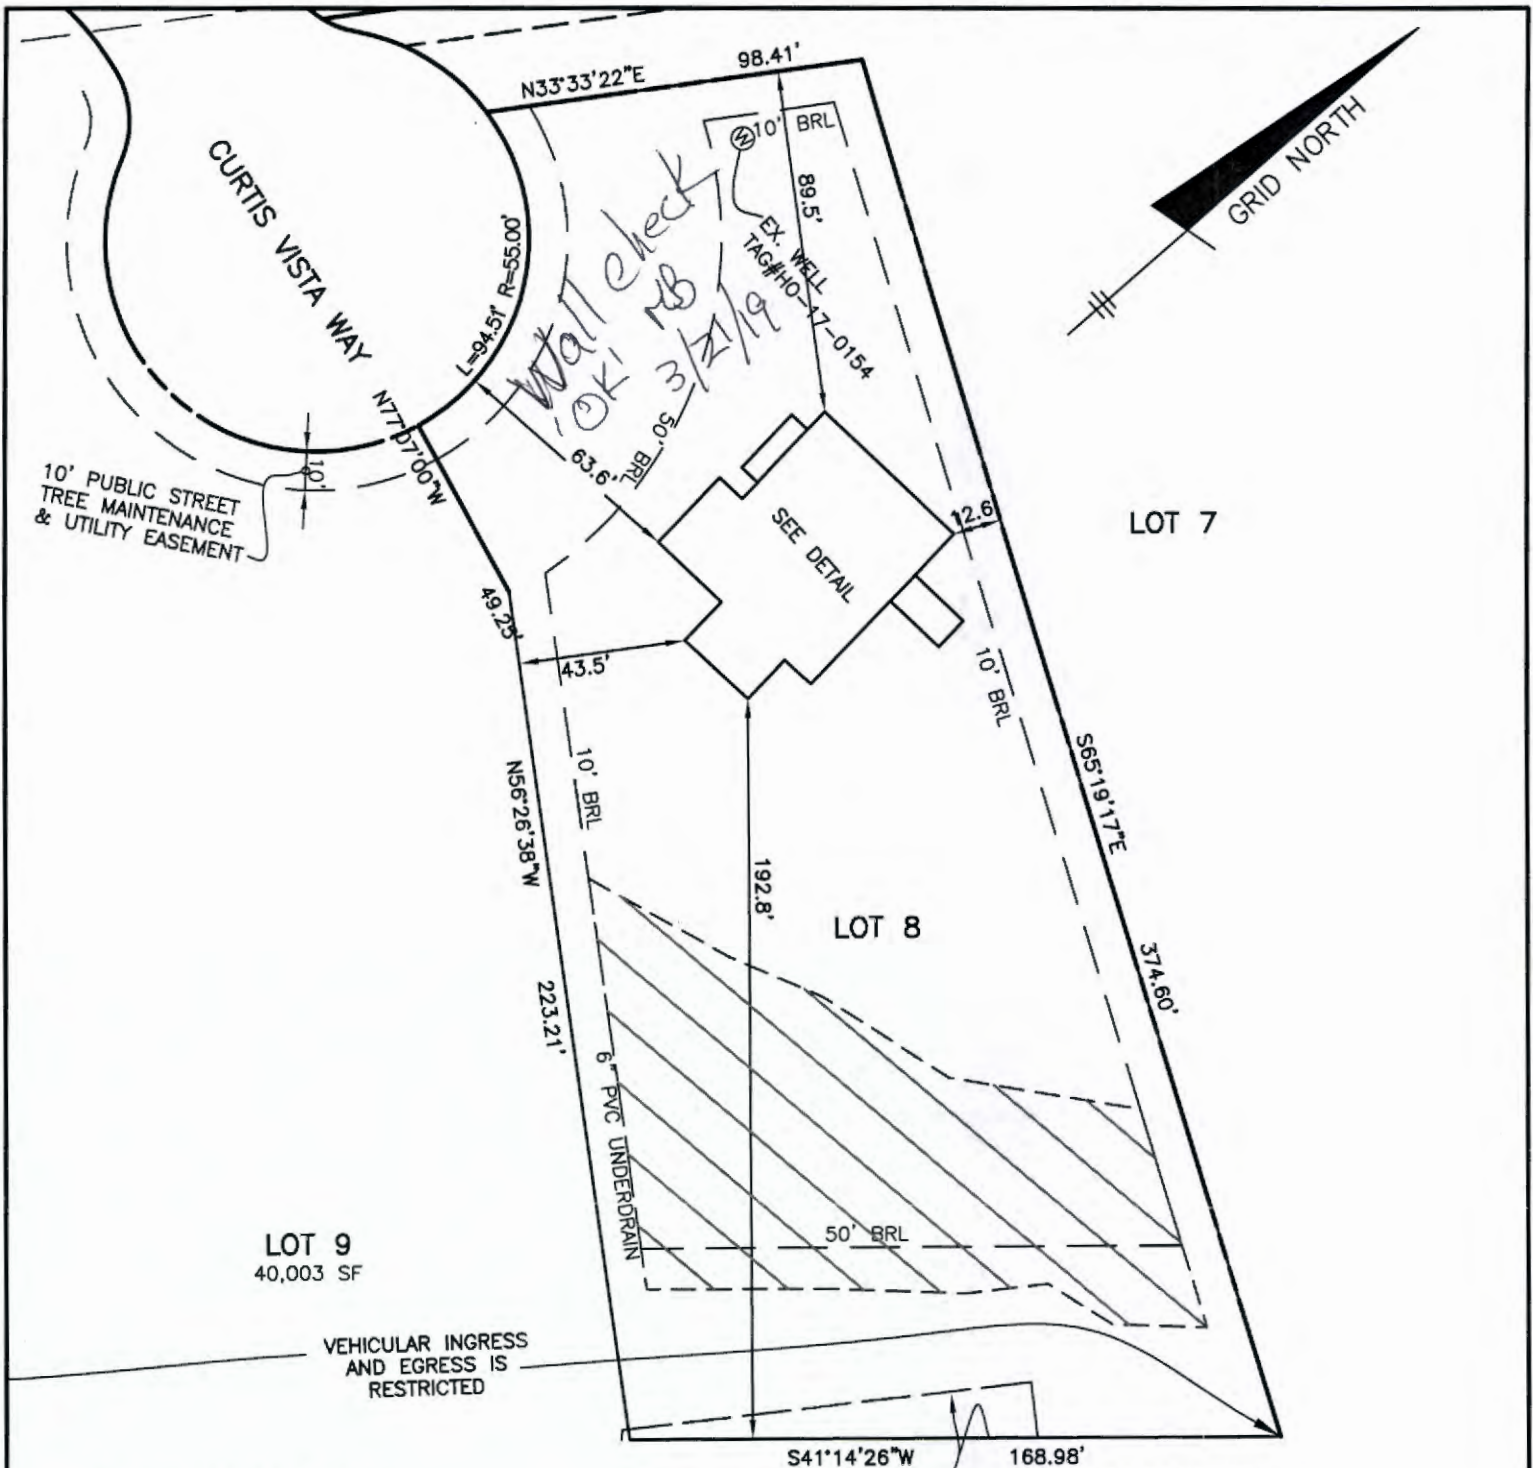 98.41'
N33°33'22"E
10' BRL
GRID NORTH
CURTIS VISTA WAY
89.5'
Wall check
OK! MB
3/21/19
EX. WELL
TAG#HO-17-0154
L=94.51' R=55.00'
50' BRL
63.6'
N77°07'00"W
10'
10' PUBLIC STREET
TREE MAINTENANCE
& UTILITY EASEMENT
12.6
SEE DETAIL
LOT 7
49.25'
43.5'
10' BRL
10' BRL
S65°19'17"E
N56°26'38"W
192.8'
LOT 8
374.60'
223.21'
6" PVC UNDERDRAIN
50' BRL
LOT 9
40,003 SF
VEHICULAR INGRESS
AND EGRESS IS
RESTRICTED
S41°14'26"W
168.98'